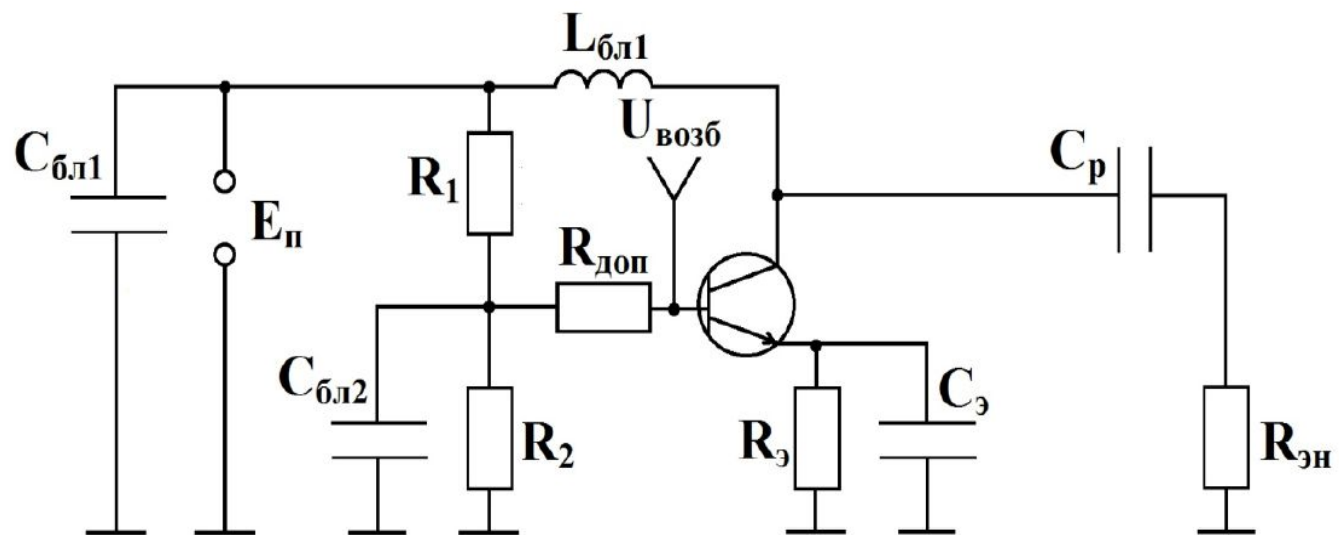 Lбл1
Uвозб
Cбл1
Eп
R1
Cр
Rдоп
Cбл2
R2
Rэ
Cэ
Rэн